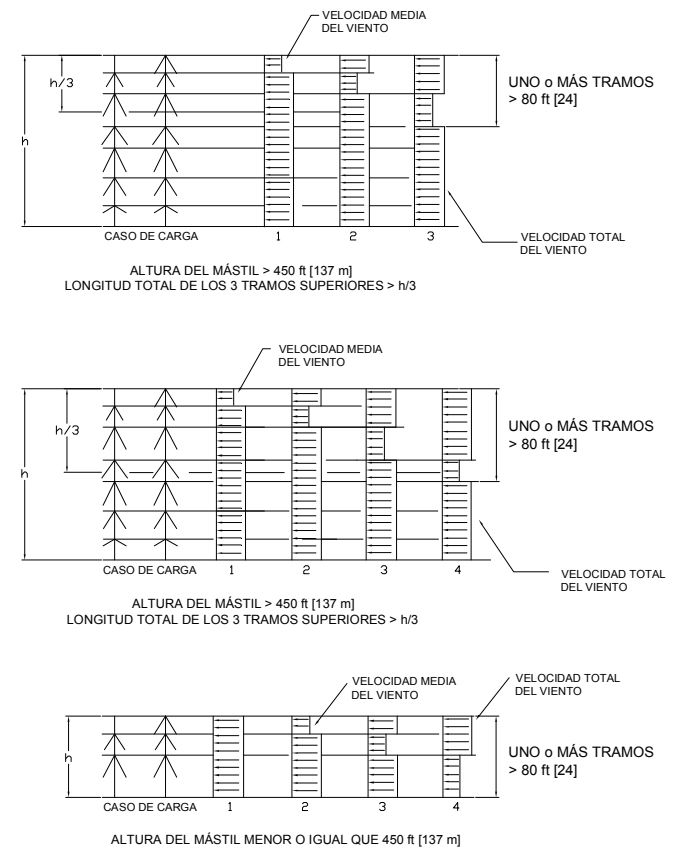 VELOCIDAD MEDIA
DEL VIENTO
h/3
UNO o MÁS TRAMOS
> 80 ft [24]
h
CASO DE CARGA 1 2 3
VELOCIDAD TOTAL
DEL VIENTO
ALTURA DEL MÁSTIL > 450 ft [137 m]
LONGITUD TOTAL DE LOS 3 TRAMOS SUPERIORES > h/3
VELOCIDAD MEDIA
DEL VIENTO
h/3
UNO o MÁS TRAMOS
> 80 ft [24]
h
CASO DE CARGA 1 2 3 4
VELOCIDAD TOTAL
DEL VIENTO
ALTURA DEL MÁSTIL > 450 ft [137 m]
LONGITUD TOTAL DE LOS 3 TRAMOS SUPERIORES > h/3
VELOCIDAD MEDIA
DEL VIENTO
VELOCIDAD TOTAL
DEL VIENTO
h
UNO o MÁS TRAMOS
> 80 ft [24]
CASO DE CARGA 1 2 3 4
ALTURA DEL MÁSTIL MENOR O IGUAL QUE 450 ft [137 m]